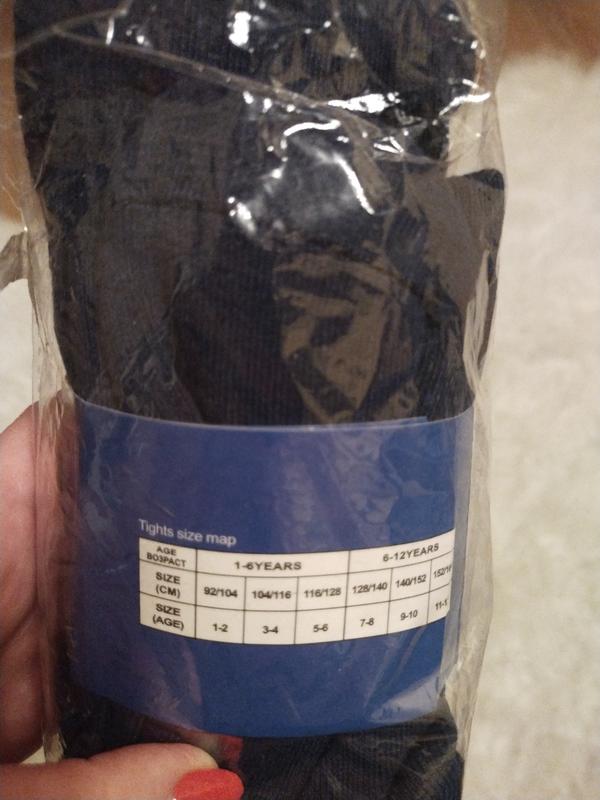 Tights size map
AGE 1-6YEARS 6-12YEARS
ВОЗРАСТ
SIZE (CM) 92/104 104/116 116/128 128/140 140/152
SIZE (AGE) 1-2 3-4 5-6 7-8 9-10